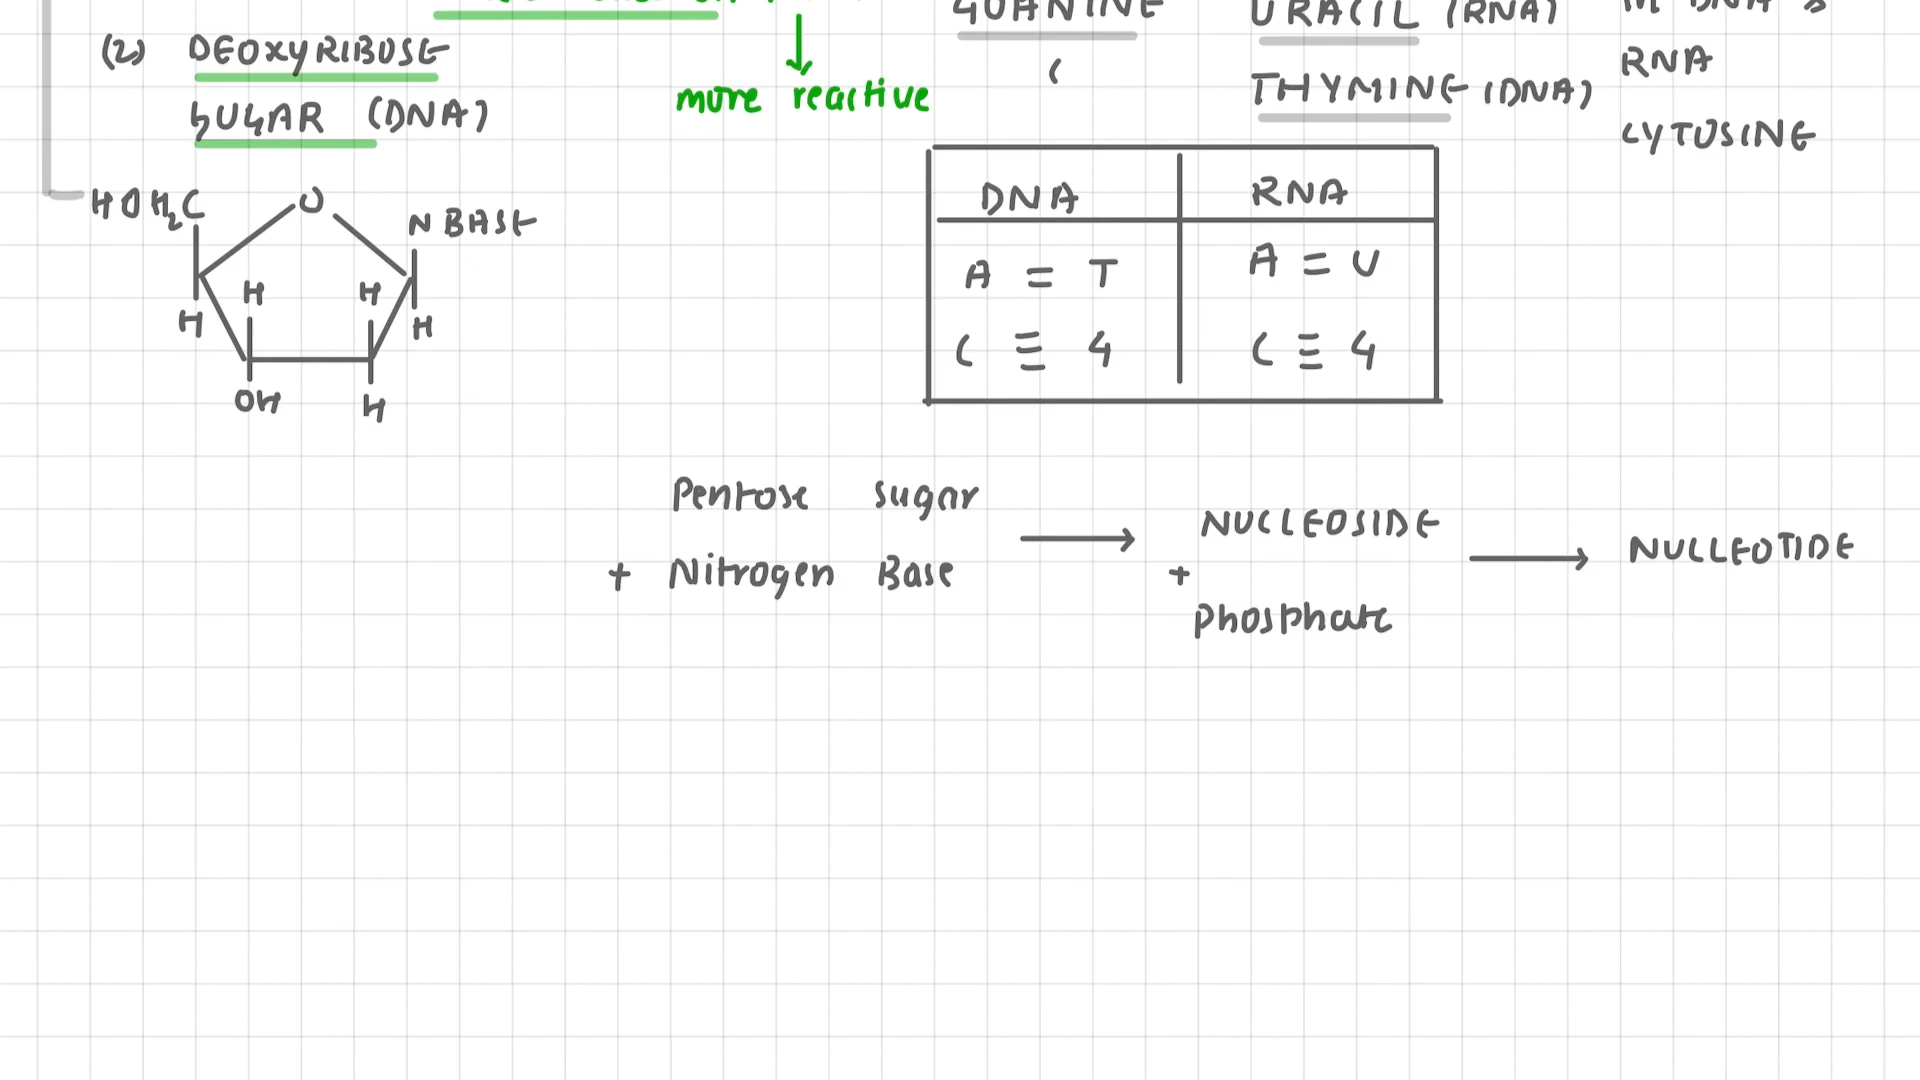 GUANINE
URACIL (RNA)
(2) DEOXYRIBOSE
SUGAR (DNA)
more reactive
(
THYMINE (DNA)
RNA
CYTOSINE
HOH₂C
O
N BASE
H
H
H
H
OH
H
DNA
RNA
A = T
A = U
C ≡ G
C ≡ G
Pentose sugar
+ Nitrogen Base
NUCLEOSIDE
+
phosphate
NUCLEOTIDE